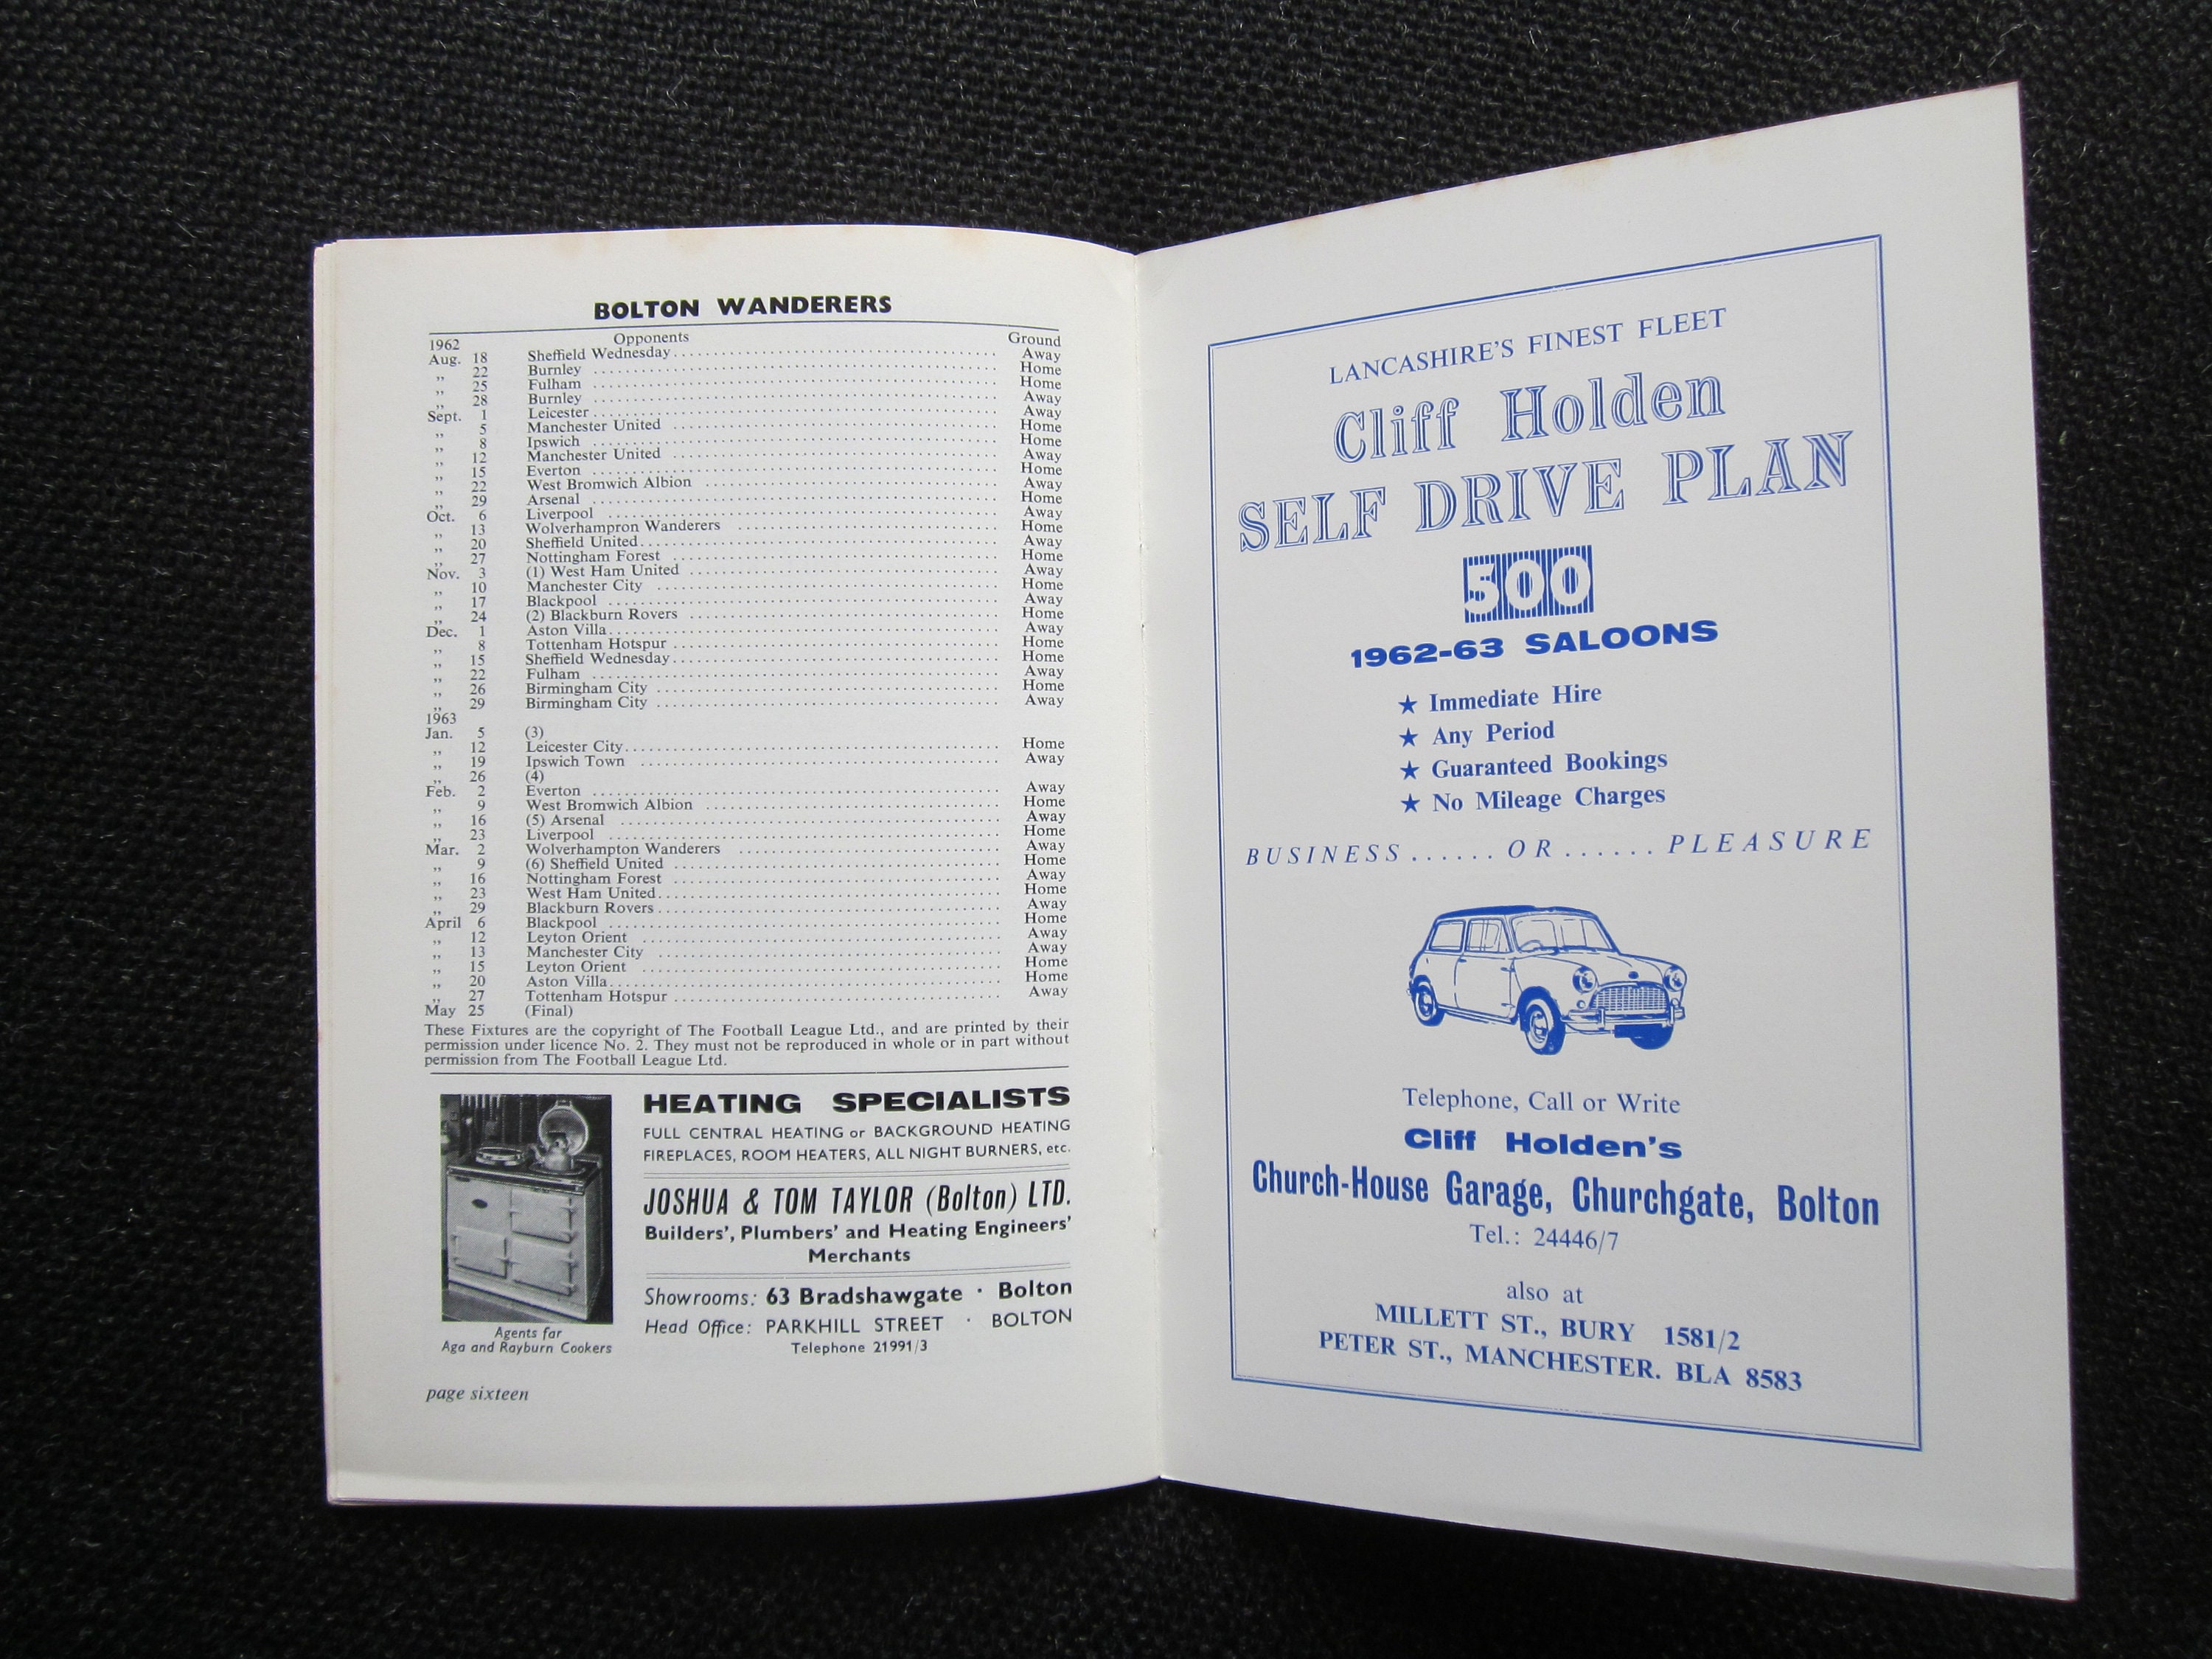 BOLTON WANDERERS
1962 Opponents Ground
Aug. 18 Sheffield Wednesday Away
,, 22 Burnley Home
,, 25 Fulham Home
,, 28 Burnley Away
Sept. 1 Leicester Away
,, 5 Manchester United Home
,, 8 Ipswich Home
,, 12 Manchester United Away
,, 15 Everton Home
,, 22 West Bromwich Albion Away
,, 29 Arsenal Home
Oct. 6 Liverpool Away
,, 13 Wolverhampron Wanderers Home
,, 20 Sheffield United Away
,, 27 Nottingham Forest Home
Nov. 3 (1) West Ham United Away
,, 10 Manchester City Home
,, 17 Blackpool Away
,, 24 (2) Blackburn Rovers Home
Dec. 1 Aston Villa Away
,, 8 Tottenham Hotspur Home
,, 15 Sheffield Wednesday Home
,, 22 Fulham Away
,, 26 Birmingham City Home
,, 29 Birmingham City Away
1963
Jan. 5 (3)
,, 12 Leicester City Home
,, 19 Ipswich Town Away
,, 26 (4)
Feb. 2 Everton Away
,, 9 West Bromwich Albion Home
,, 16 (5) Arsenal Away
,, 23 Liverpool Home
Mar. 2 Wolverhampton Wanderers Away
,, 9 (6) Sheffield United Home
,, 16 Nottingham Forest Away
,, 23 West Ham United Home
,, 29 Blackburn Rovers Away
April 6 Blackpool Home
,, 12 Leyton Orient Away
,, 13 Manchester City Away
,, 15 Leyton Orient Home
,, 20 Aston Villa Home
,, 27 Tottenham Hotspur Away
May 25 (Final)
These Fixtures are the copyright of The Football League Ltd., and are printed by their
permission under licence No. 2. They must not be reproduced in whole or in part without
permission from The Football League Ltd.
HEATING SPECIALISTS
FULL CENTRAL HEATING or BACKGROUND HEATING
FIREPLACES, ROOM HEATERS, ALL NIGHT BURNERS, etc.
JOSHUA & TOM TAYLOR (Bolton) LTD.
Builders', Plumbers' and Heating Engineers'
Merchants
Showrooms: 63 Bradshawgate · Bolton
Head Office: PARKHILL STREET · BOLTON
Telephone 21991/3
Agents far
Aga and Rayburn Cookers
page sixteen
LANCASHIRE'S FINEST FLEET
Cliff Holden
SELF DRIVE PLAN
500
1962-63 SALOONS
★ Immediate Hire
★ Any Period
★ Guaranteed Bookings
★ No Mileage Charges
BUSINESS ...... OR ...... PLEASURE
Telephone, Call or Write
Cliff Holden's
Church-House Garage, Churchgate, Bolton
Tel.: 24446/7
also at
MILLETT ST., BURY 1581/2
PETER ST., MANCHESTER. BLA 8583